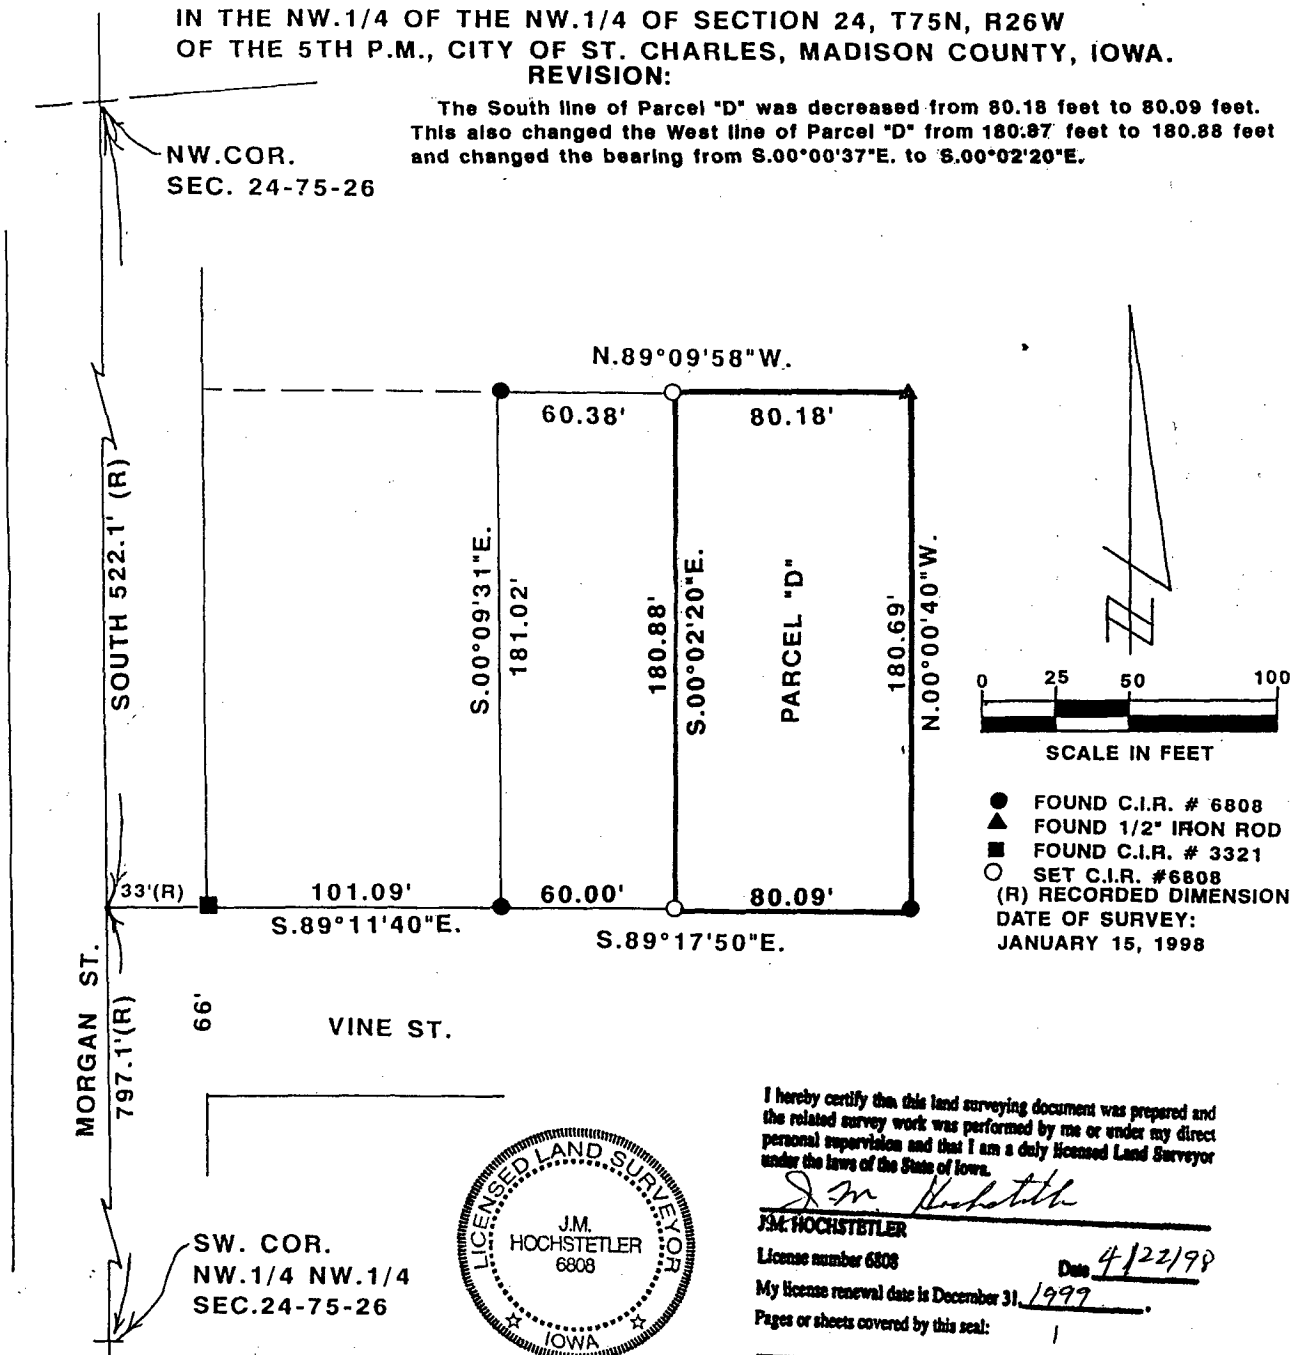 IN THE NW.1/4 OF THE NW.1/4 OF SECTION 24, T75N, R26W
OF THE 5TH P.M., CITY OF ST. CHARLES, MADISON COUNTY, IOWA.
REVISION:
The South line of Parcel "D" was decreased from 80.18 feet to 80.09 feet.
This also changed the West line of Parcel "D" from 180.87 feet to 180.88 feet
and changed the bearing from S.00°00'37"E. to S.00°02'20"E.
NW.COR.
SEC. 24-75-26
N.89°09'58"W.
60.38'
80.18'
SOUTH 522.1' (R)
S.00°09'31"E.
181.02'
180.88'
S.00°02'20"E.
PARCEL "D"
180.69'
N.00°00'40"W.
N
0 25 50 100
SCALE IN FEET
FOUND C.I.R. # 6808
FOUND 1/2" IRON ROD
FOUND C.I.R. # 3321
SET C.I.R. #6808
(R) RECORDED DIMENSION
DATE OF SURVEY:
JANUARY 15, 1998
33'(R)
101.09'
60.00'
80.09'
S.89°11'40"E.
S.89°17'50"E.
MORGAN ST.
797.1'(R)
66'
VINE ST.
SW. COR.
NW.1/4 NW.1/4
SEC.24-75-26
LICENSED LAND SURVEYOR
J.M.
HOCHSTETLER
6808
IOWA
I hereby certify that this land surveying document was prepared and
the related survey work was performed by me or under my direct
personal supervision and that I am a duly licensed Land Surveyor
under the laws of the State of Iowa.
J.M. Hochstetler
J.M. HOCHSTETLER
License number 6808
Date 4/22/98
My license renewal date is December 31, 1999.
Pages or sheets covered by this seal:
1